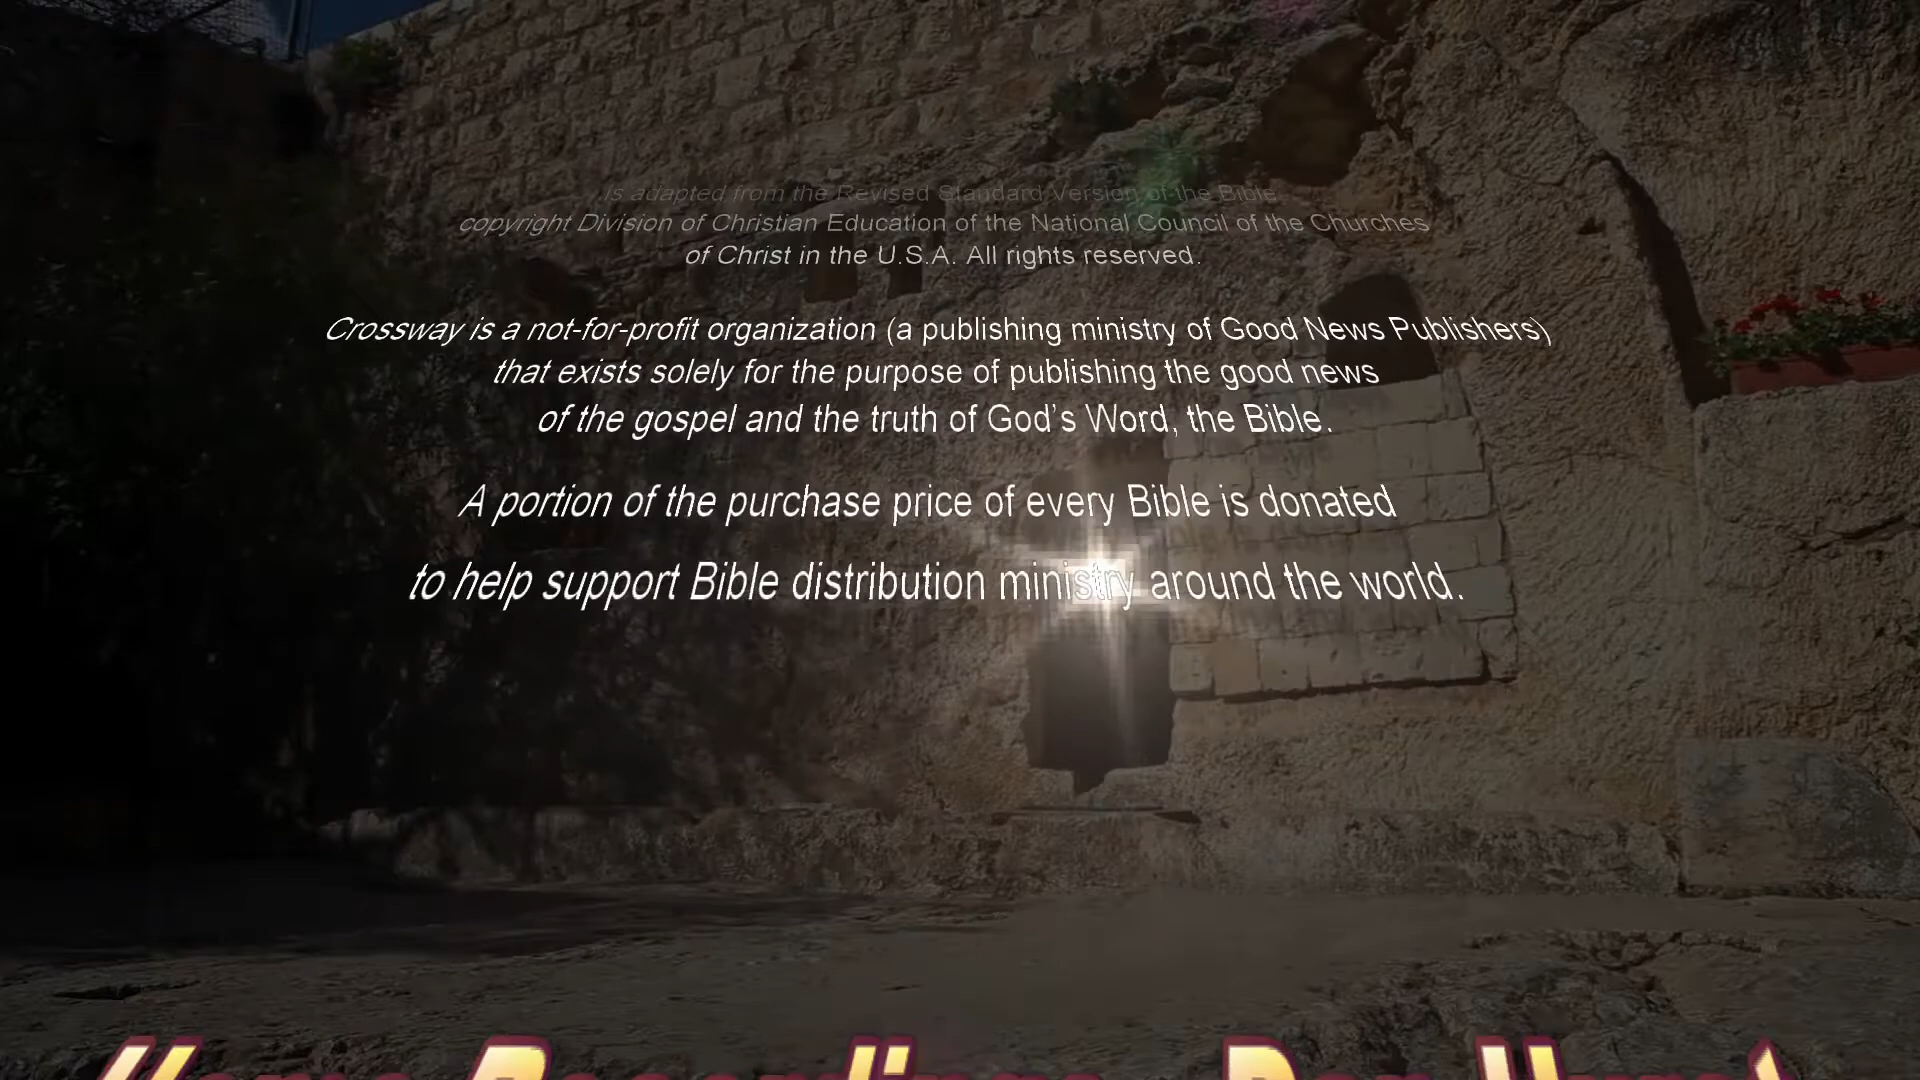 is adapted from the Revised Standard Version of the Bible
copyright Division of Christian Education of the National Council of the Churches
of Christ in the U.S.A. All rights reserved.
Crossway is a not-for-profit organization (a publishing ministry of Good News Publishers)
that exists solely for the purpose of publishing the good news
of the gospel and the truth of God’s Word, the Bible.
A portion of the purchase price of every Bible is donated
to help support Bible distribution ministry around the world.